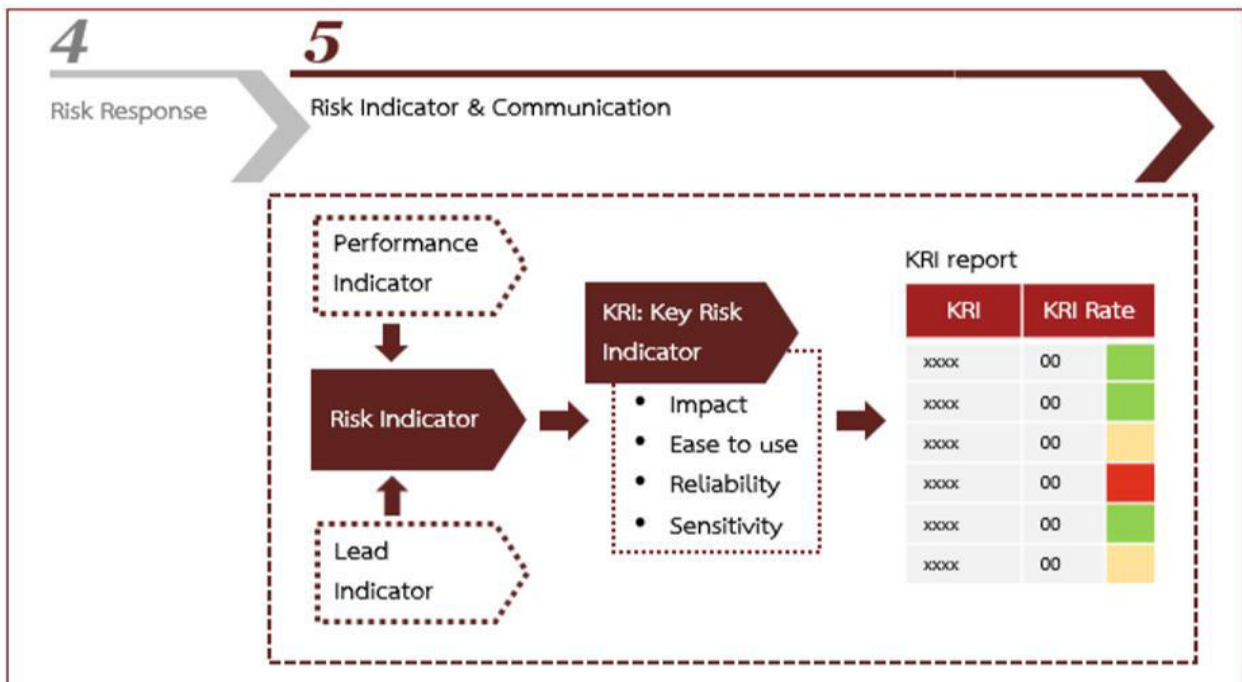 4
5
Risk Response
Risk Indicator & Communication
Performance
Indicator
Risk Indicator
Lead
Indicator
KRI: Key Risk
Indicator
• Impact
• Ease to use
• Reliability
• Sensitivity
KRI report
KRI KRI Rate
xxxx 00
xxxx 00
xxxx 00
xxxx 00
xxxx 00
xxxx 00